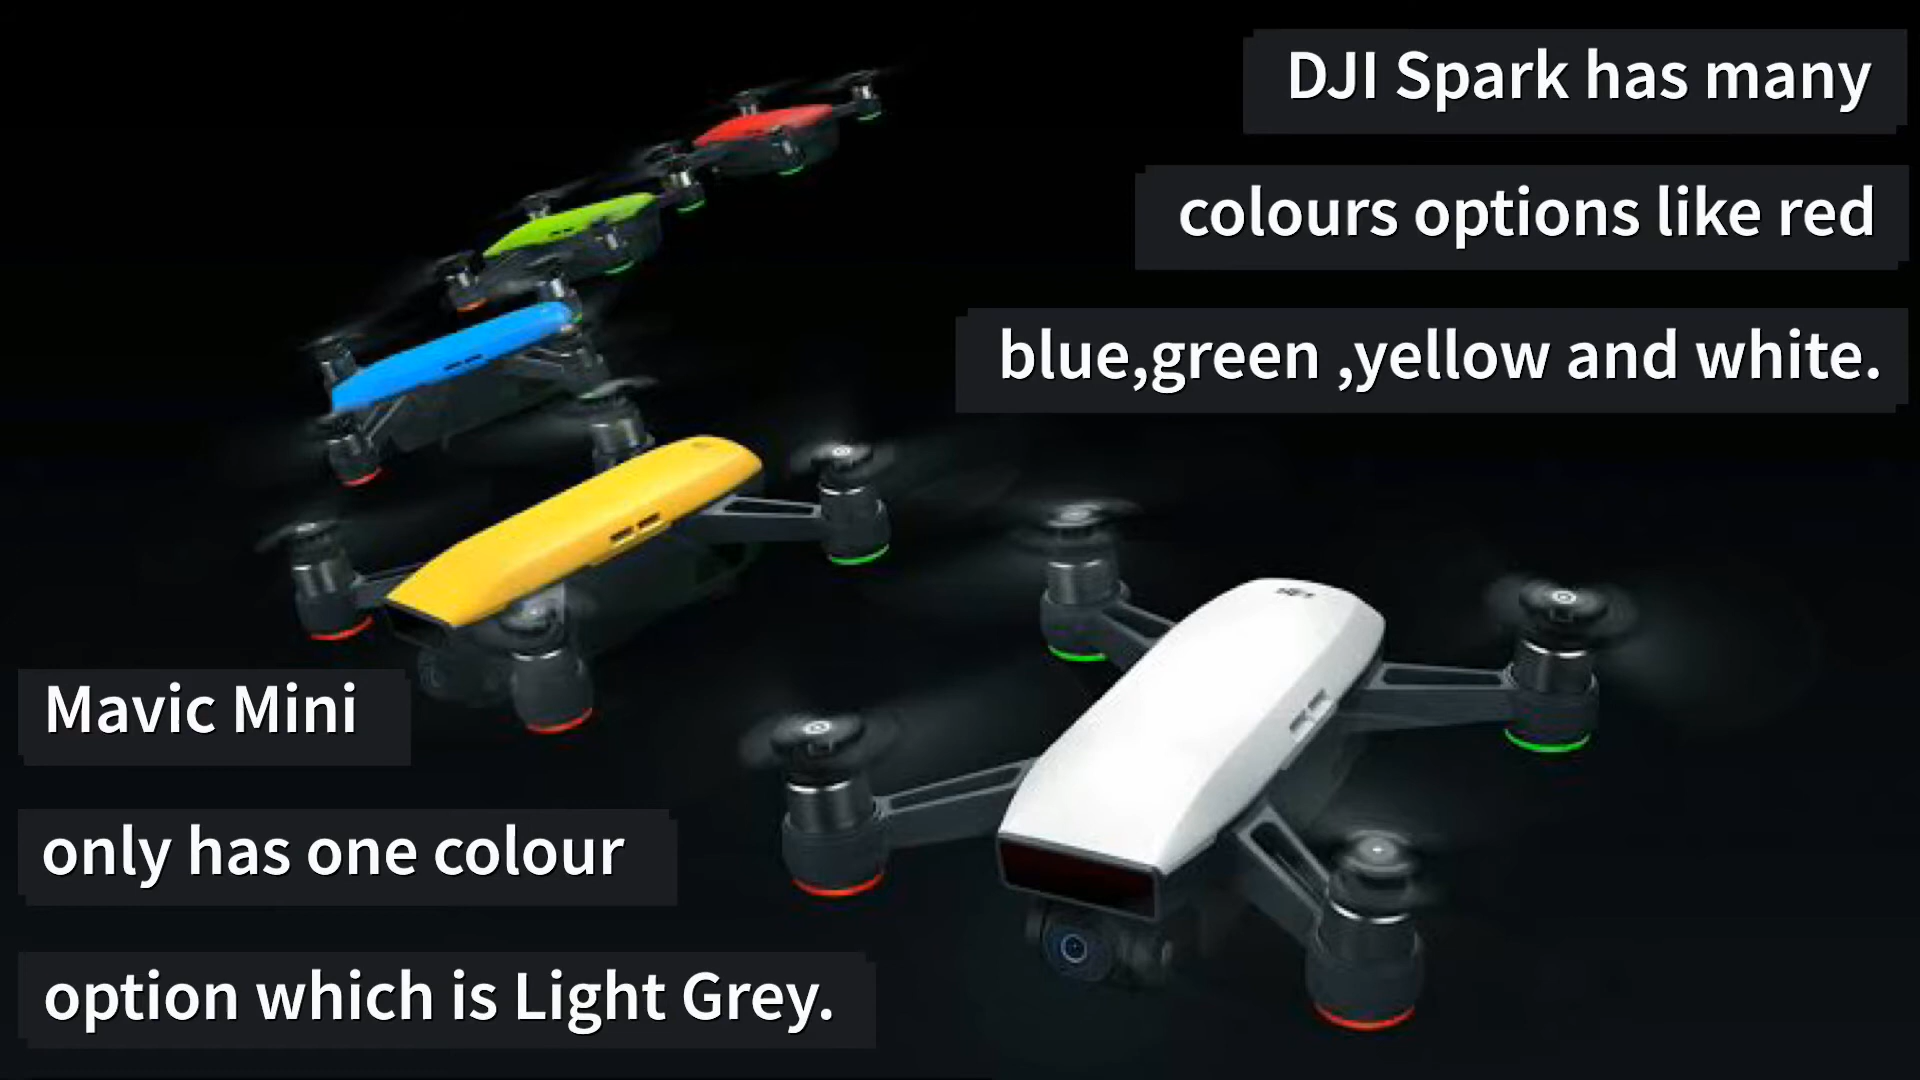 DJI Spark has many
colours options like red
blue,green ,yellow and white.
Mavic Mini
only has one colour
option which is Light Grey.